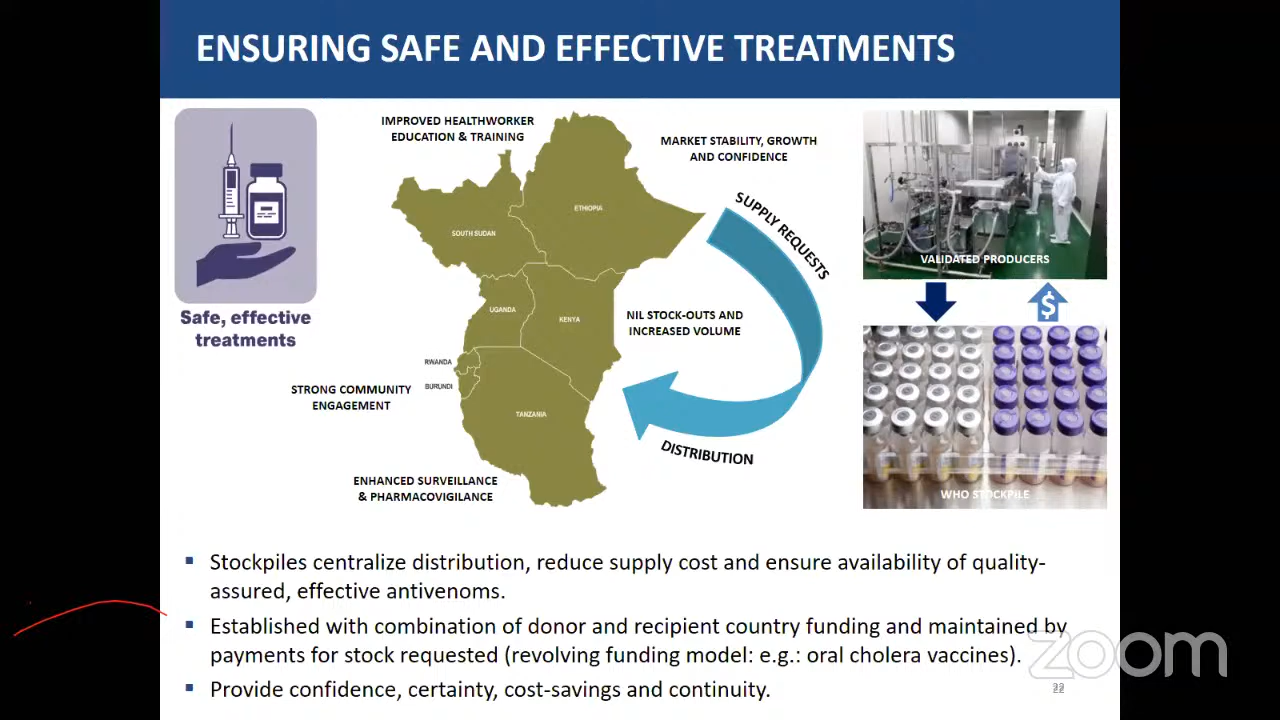 ENSURING SAFE AND EFFECTIVE TREATMENTS
IMPROVED HEALTHWORKER
EDUCATION & TRAINING
MARKET STABILITY, GROWTH
AND CONFIDENCE
ETHIOPIA
SOUTH SUDAN
SUPPLY REQUESTS
VALIDATED PRODUCERS
$
Safe, effective
treatments
UGANDA
KENYA
NIL STOCK-OUTS AND
INCREASED VOLUME
RWANDA
BURUNDI
STRONG COMMUNITY
ENGAGEMENT
TANZANIA
DISTRIBUTION
ENHANCED SURVEILLANCE
& PHARMACOVIGILANCE
WHO STOCKPILE
▪ Stockpiles centralize distribution, reduce supply cost and ensure availability of quality-
assured, effective antivenoms.
▪ Established with combination of donor and recipient country funding and maintained by
payments for stock requested (revolving funding model: e.g.: oral cholera vaccines).
▪ Provide confidence, certainty, cost-savings and continuity.
zoom
22